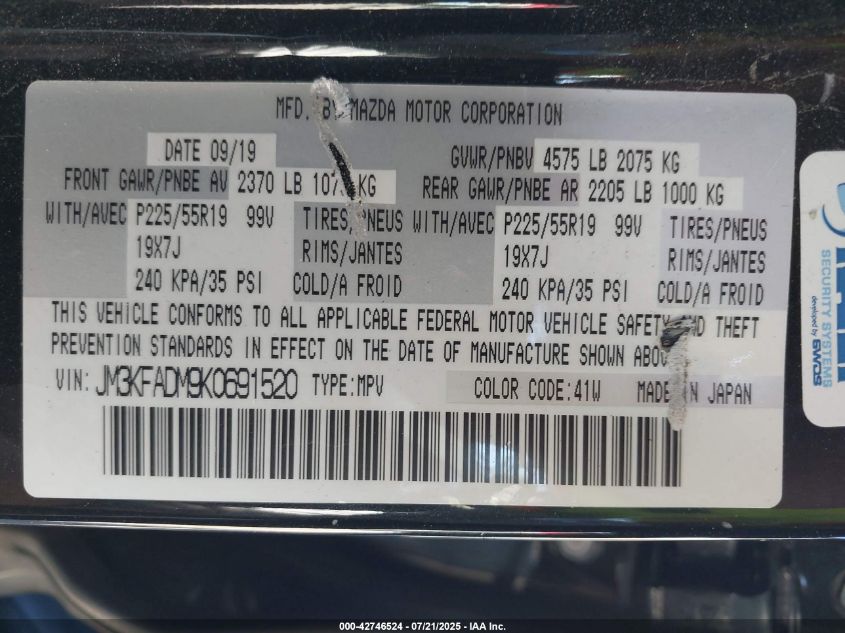 MFD. BY MAZDA MOTOR CORPORATION
DATE 09/19
GVWR/PNBV 4575 LB 2075 KG
FRONT GAWR/PNBE AV 2370 LB KG
REAR GAWR/PNBE AR 2205 LB 1000 KG
WITH/AVEC P225/55R19 99V TIRES/PNEUS WITH/AVEC P225/55R19 99V TIRES/PNEUS
19X7J RIMS/JANTES 19X7J RIMS/JANTES
240 KPA/35 PSI COLD/A FROID 240 KPA/35 PSI COLD/A FROID
THIS VEHICLE CONFORMS TO ALL APPLICABLE FEDERAL MOTOR VEHICLE SAFETY AND THEFT
PREVENTION STANDARDS IN EFFECT ON THE DATE OF MANUFACTURE SHOWN ABOVE
VIN: JM3KFADM9K0691520 TYPE:MPV COLOR CODE:41W MADE IN JAPAN
SECURITY SYSTEMS
developed by SWDS
000-42746524 - 07/21/2025 - IAA Inc.